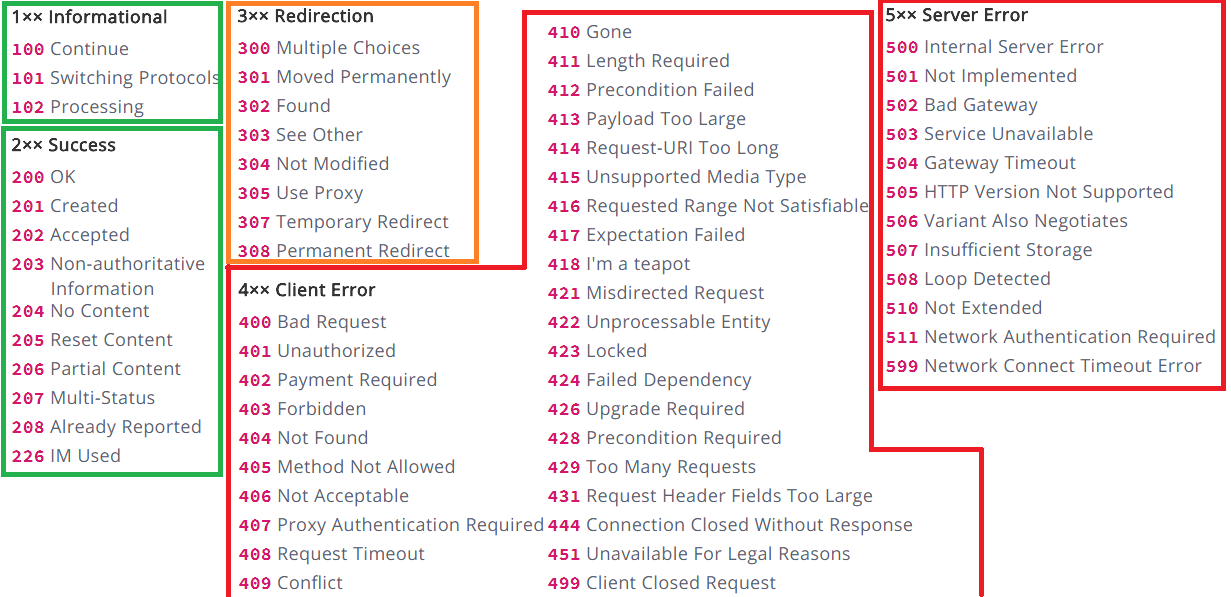 1×× Informational
100 Continue
101 Switching Protocols
102 Processing
2×× Success
200 OK
201 Created
202 Accepted
203 Non-authoritative
Information
204 No Content
205 Reset Content
206 Partial Content
207 Multi-Status
208 Already Reported
226 IM Used
3×× Redirection
300 Multiple Choices
301 Moved Permanently
302 Found
303 See Other
304 Not Modified
305 Use Proxy
307 Temporary Redirect
308 Permanent Redirect
4×× Client Error
400 Bad Request
401 Unauthorized
402 Payment Required
403 Forbidden
404 Not Found
405 Method Not Allowed
406 Not Acceptable
407 Proxy Authentication Required
408 Request Timeout
409 Conflict
410 Gone
411 Length Required
412 Precondition Failed
413 Payload Too Large
414 Request-URI Too Long
415 Unsupported Media Type
416 Requested Range Not Satisfiable
417 Expectation Failed
418 I'm a teapot
421 Misdirected Request
422 Unprocessable Entity
423 Locked
424 Failed Dependency
426 Upgrade Required
428 Precondition Required
429 Too Many Requests
431 Request Header Fields Too Large
444 Connection Closed Without Response
451 Unavailable For Legal Reasons
499 Client Closed Request
5×× Server Error
500 Internal Server Error
501 Not Implemented
502 Bad Gateway
503 Service Unavailable
504 Gateway Timeout
505 HTTP Version Not Supported
506 Variant Also Negotiates
507 Insufficient Storage
508 Loop Detected
510 Not Extended
511 Network Authentication Required
599 Network Connect Timeout Error